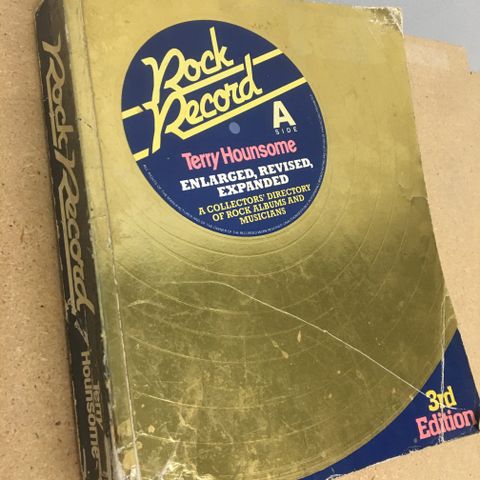 Rock
Record
A
SIDE
Terry Hounsome
ENLARGED, REVISED,
EXPANDED
A COLLECTORS' DIRECTORY
OF ROCK ALBUMS AND
MUSICIANS
3rd
Edition
Rock Record
Terry
Hounsome